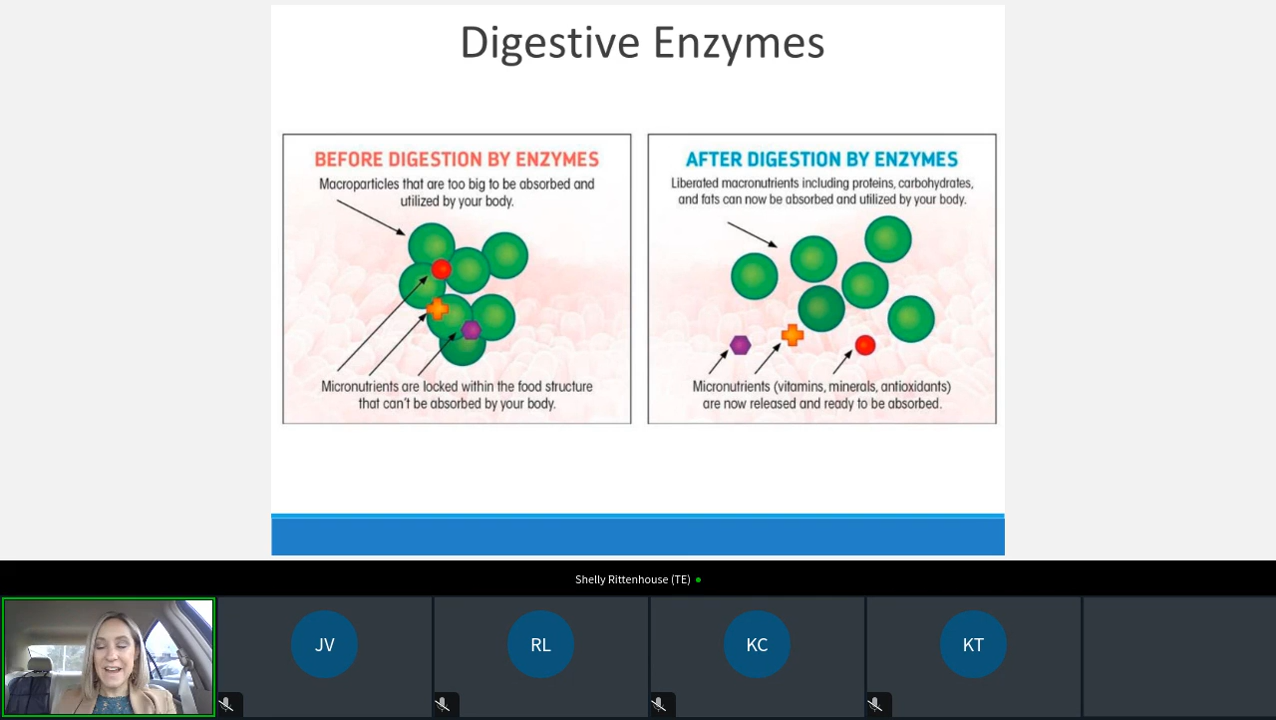 Digestive Enzymes
BEFORE DIGESTION BY ENZYMES
Macroparticles that are too big to be absorbed and
utilized by your body.
Micronutrients are locked within the food structure
that can't be absorbed by your body.
AFTER DIGESTION BY ENZYMES
Liberated macronutrients including proteins, carbohydrates,
and fats can now be absorbed and utilized by your body.
Micronutrients (vitamins, minerals, antioxidants)
are now released and ready to be absorbed.
Shelly Rittenhouse (TE)
JV
RL
KC
KT